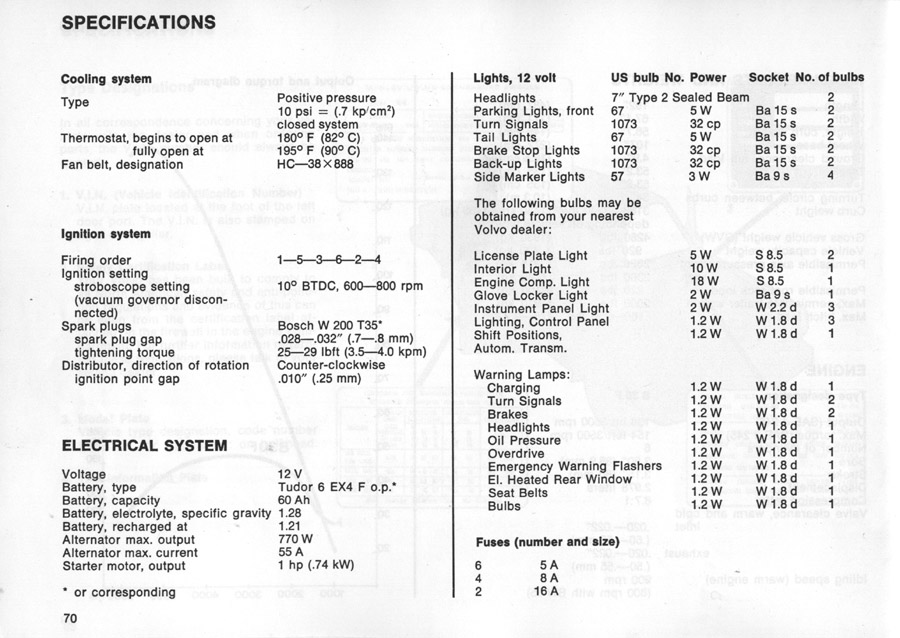 SPECIFICATIONS
Cooling system
Type Positive pressure
10 psi = (.7 kp/cm²)
closed system
Thermostat, begins to open at 180° F (82° C)
fully open at 195° F (90° C)
Fan belt, designation HC—38×888
Ignition system
Firing order 1—5—3—6—2—4
Ignition setting
stroboscope setting 10° BTDC, 600—800 rpm
(vacuum governor discon-
nected)
Spark plugs Bosch W 200 T35*
spark plug gap .028—.032" (.7—.8 mm)
tightening torque 25—29 lbft (3.5—4.0 kpm)
Distributor, direction of rotation Counter-clockwise
ignition point gap .010" (.25 mm)
ELECTRICAL SYSTEM
Voltage 12 V
Battery, type Tudor 6 EX4 F o.p.*
Battery, capacity 60 Ah
Battery, electrolyte, specific gravity 1.28
Battery, recharged at 1.21
Alternator max. output 770 W
Alternator max. current 55 A
Starter motor, output 1 hp (.74 kW)
* or corresponding
70
Lights, 12 volt US bulb No. Power Socket No. of bulbs
Headlights 7" Type 2 Sealed Beam 2
Parking Lights, front 67 5 W Ba 15 s 2
Turn Signals 1073 32 cp Ba 15 s 2
Tail Lights 67 5 W Ba 15 s 2
Brake Stop Lights 1073 32 cp Ba 15 s 2
Back-up Lights 1073 32 cp Ba 15 s 2
Side Marker Lights 57 3 W Ba 9 s 4
The following bulbs may be
obtained from your nearest
Volvo dealer:
License Plate Light 5 W S 8.5 2
Interior Light 10 W S 8.5 1
Engine Comp. Light 18 W S 8.5 1
Glove Locker Light 2 W Ba 9 s 1
Instrument Panel Light 2 W W 2.2 d 3
Lighting, Control Panel 1.2 W W 1.8 d 3
Shift Positions, 1.2 W W 1.8 d 1
Autom. Transm.
Warning Lamps:
Charging 1.2 W W 1.8 d 1
Turn Signals 1.2 W W 1.8 d 2
Brakes 1.2 W W 1.8 d 2
Headlights 1.2 W W 1.8 d 1
Oil Pressure 1.2 W W 1.8 d 1
Overdrive 1.2 W W 1.8 d 1
Emergency Warning Flashers 1.2 W W 1.8 d 1
El. Heated Rear Window 1.2 W W 1.8 d 1
Seat Belts 1.2 W W 1.8 d 1
Bulbs 1.2 W W 1.8 d 1
Fuses (number and size)
6 5 A
4 8 A
2 16 A